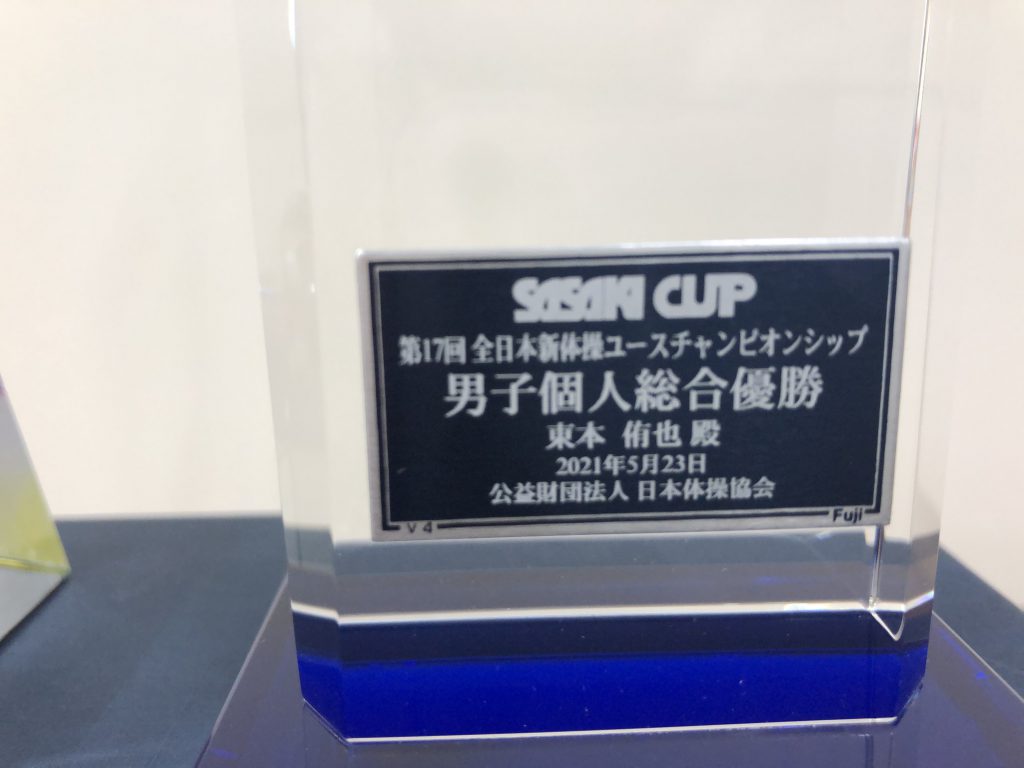 SASAKI CUP
第17回 全日本新体操ユースチャンピオンシップ
男子個人総合優勝
東本 侑也 殿
2021年5月23日
公益財団法人 日本体操協会
V 4
Fuji